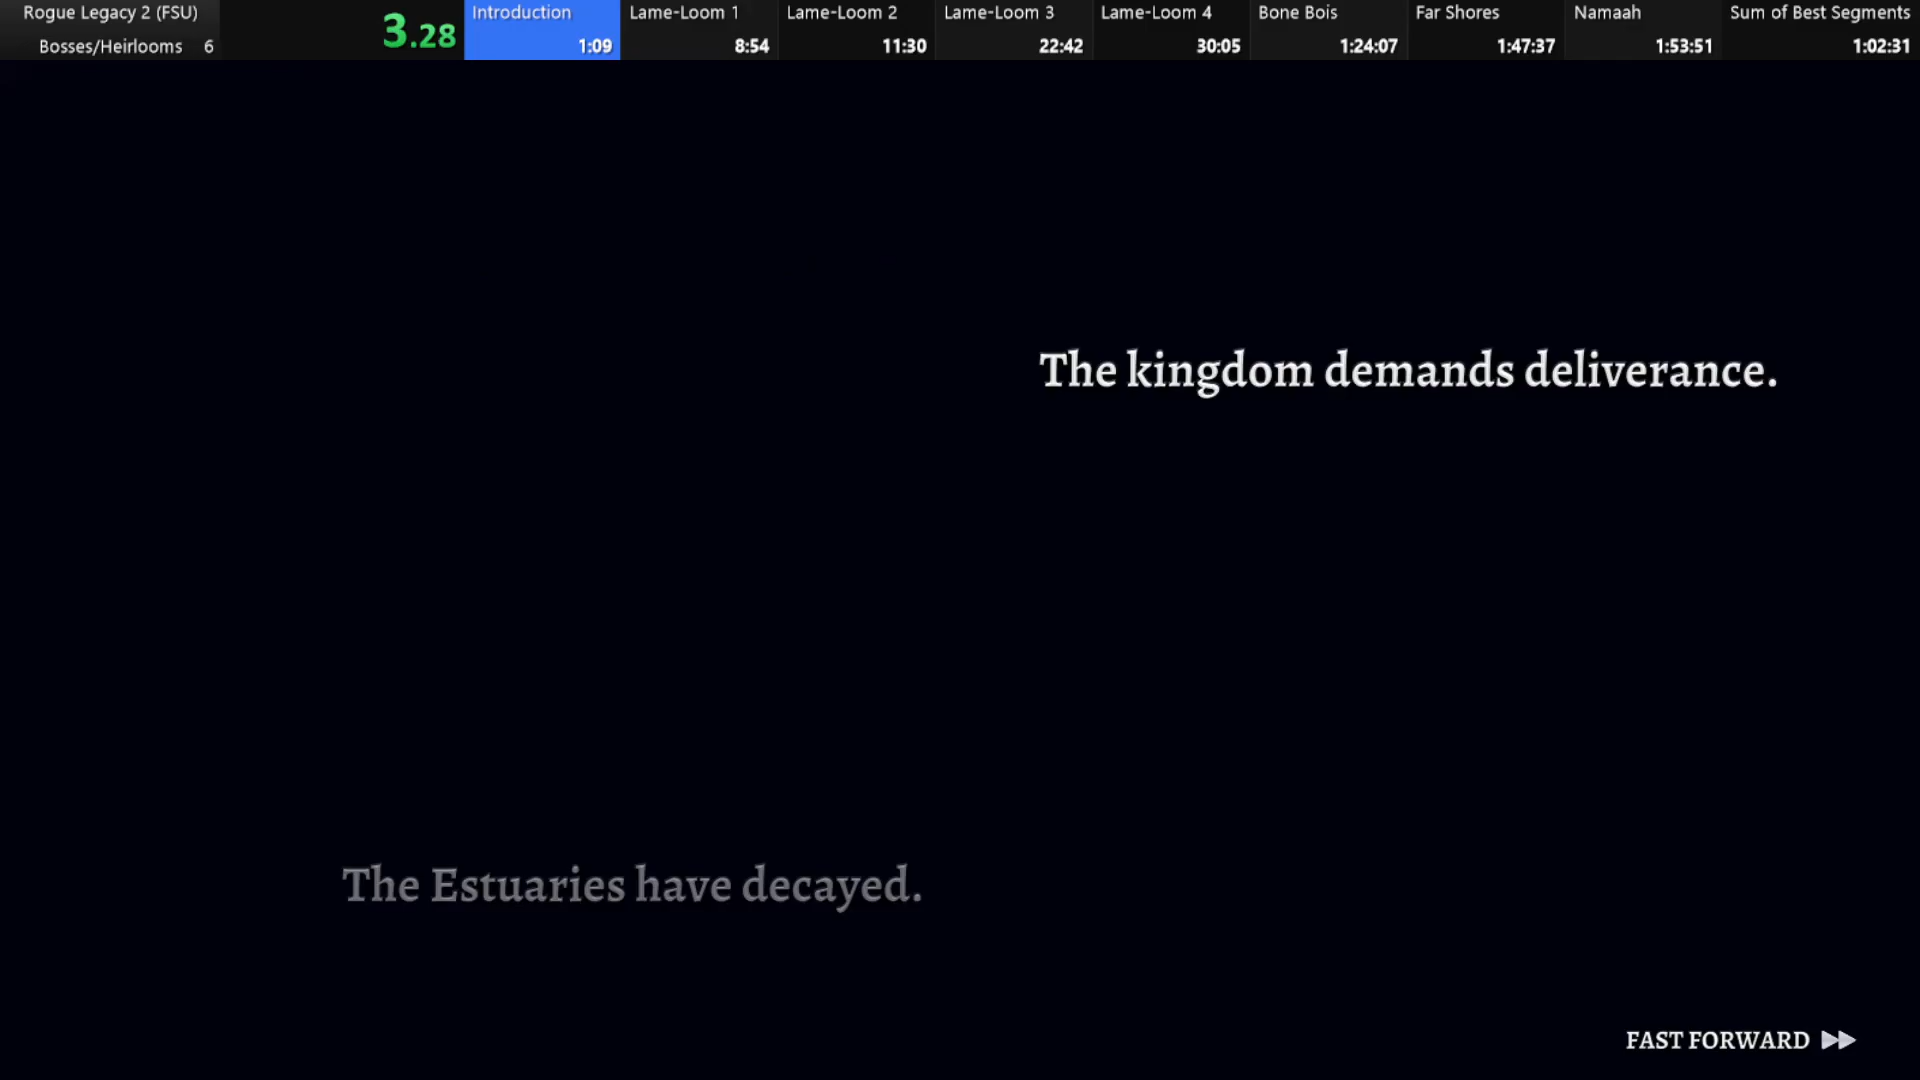 Rogue Legacy 2 (FSU)
Bosses/Heirlooms 6
3.28
Introduction
1:09
Lame-Loom 1
8:54
Lame-Loom 2
11:30
Lame-Loom 3
22:42
Lame-Loom 4
30:05
Bone Bois
1:24:07
Far Shores
1:47:37
Namaah
1:53:51
Sum of Best Segments
1:02:31
The kingdom demands deliverance.
The Estuaries have decayed.
FAST FORWARD